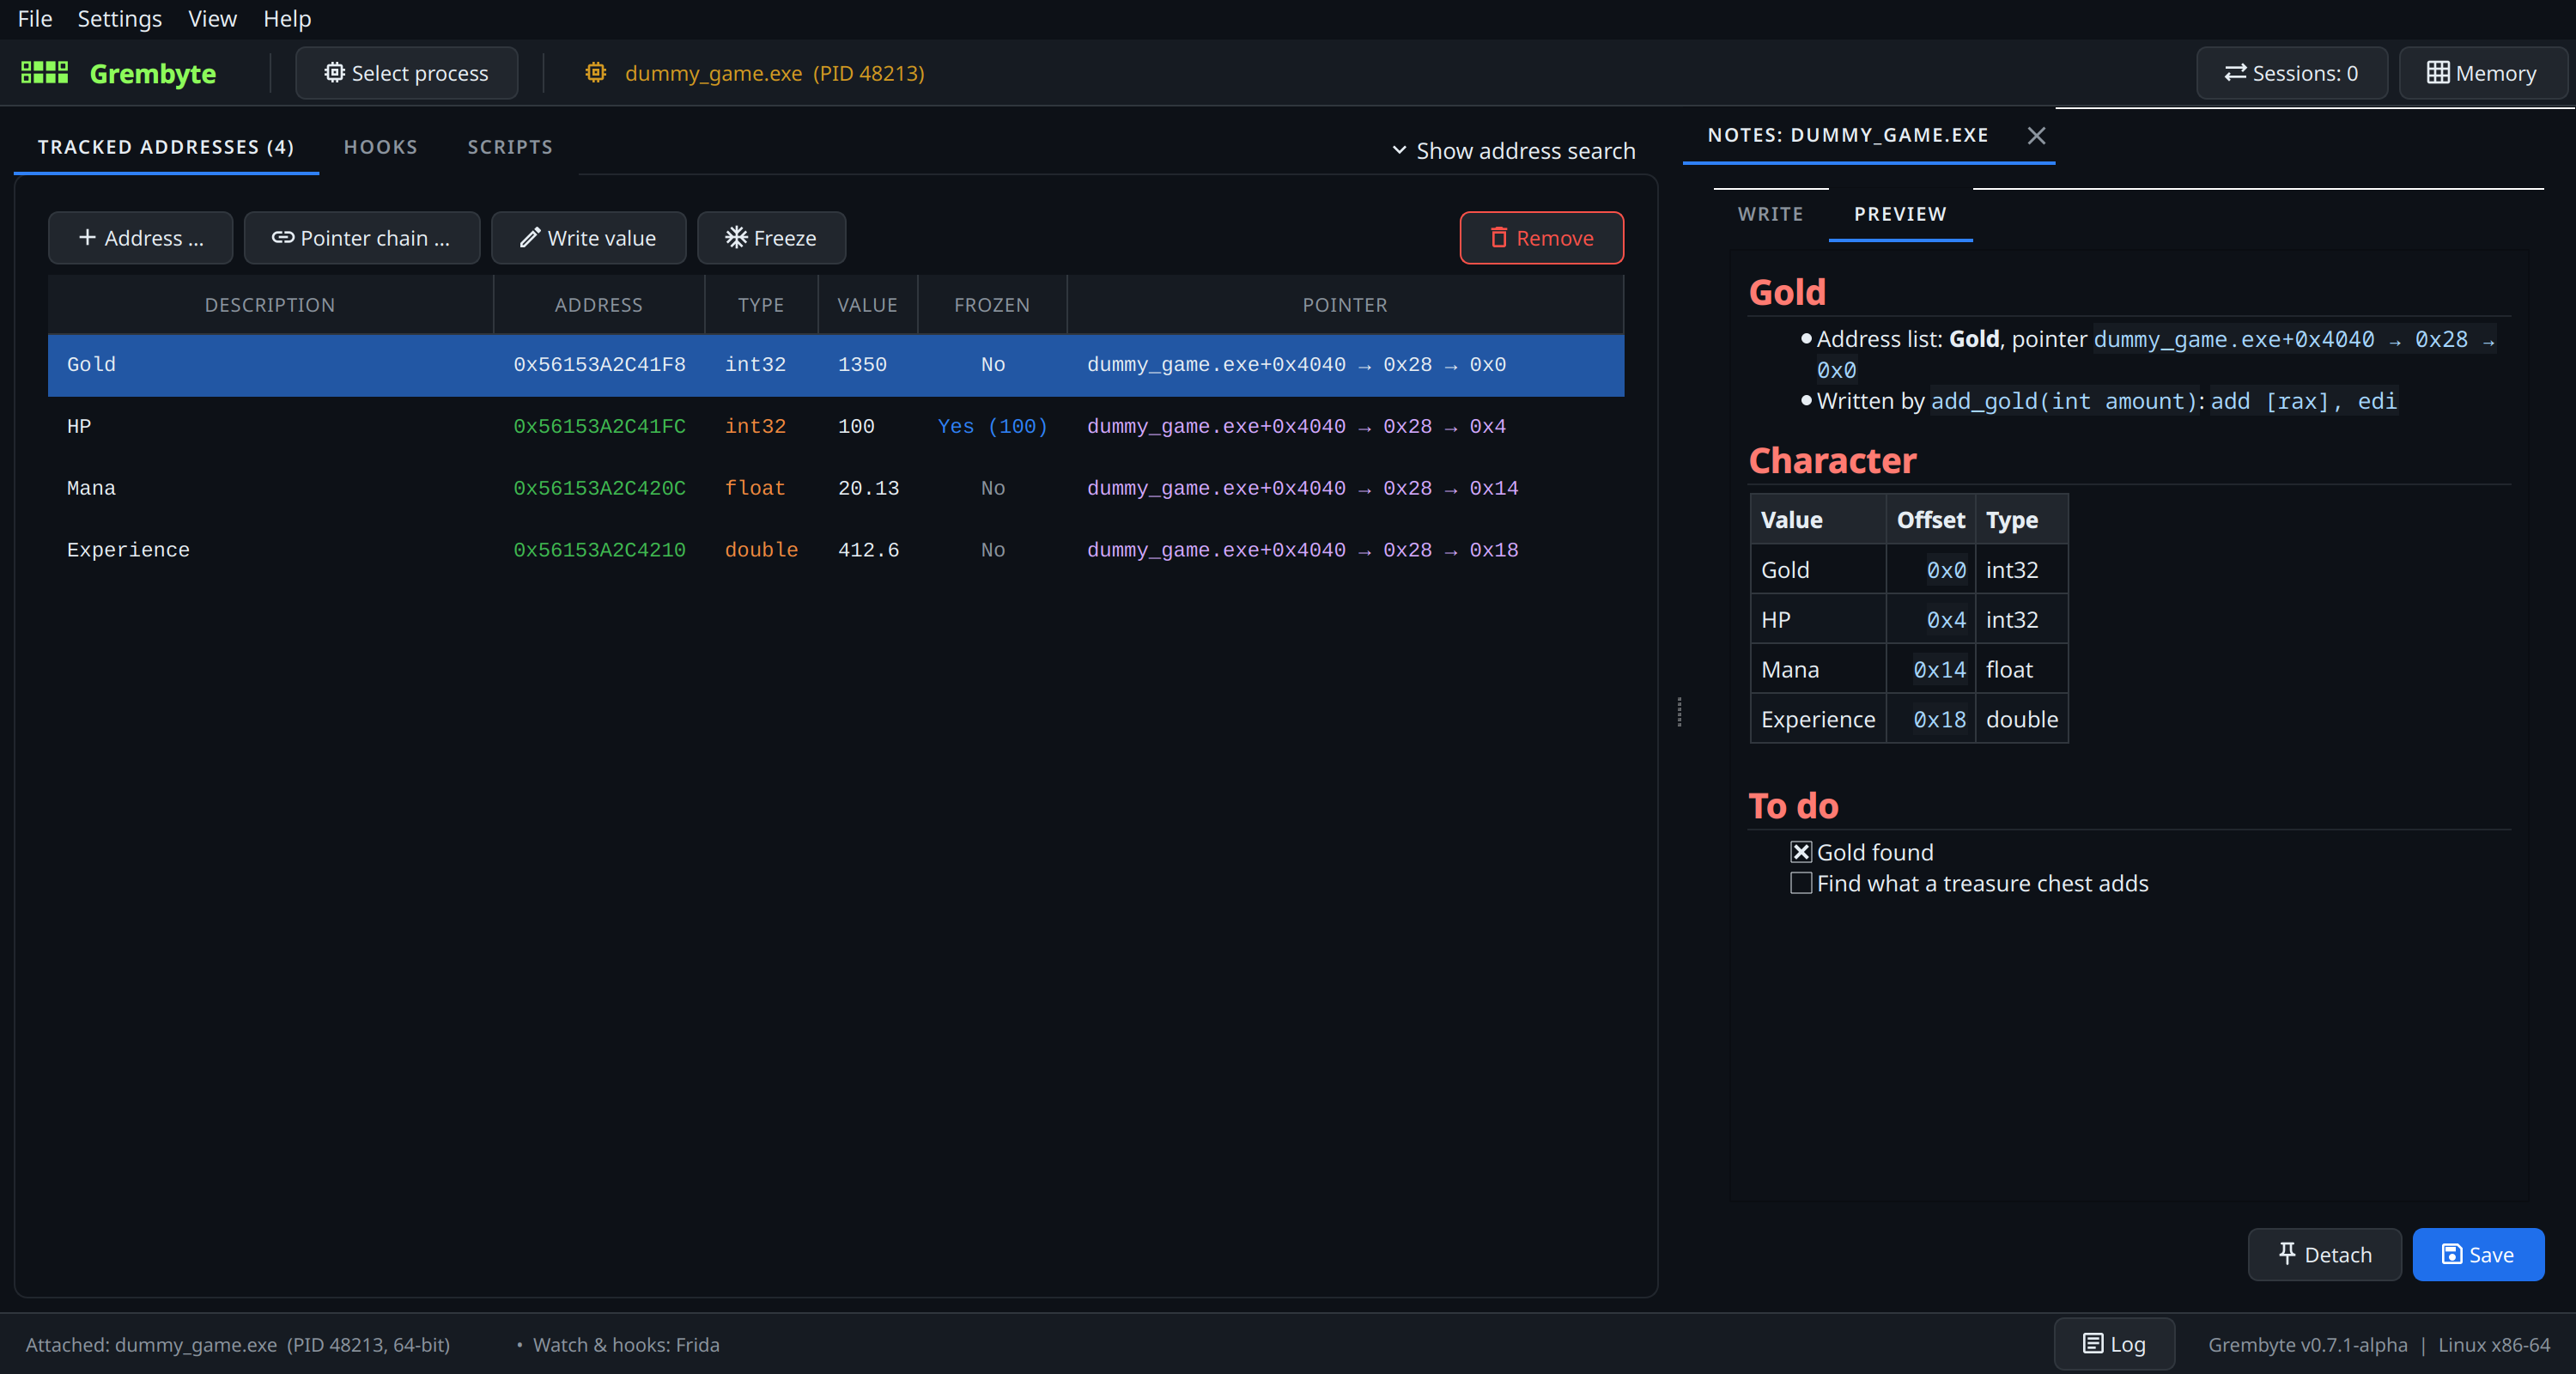 File Settings View Help
Grembyte Select process dummy_game.exe (PID 48213) Sessions: 0 Memory
TRACKED ADDRESSES (4) HOOKS SCRIPTS Show address search
+ Address ... Pointer chain ... Write value Freeze Remove
DESCRIPTION ADDRESS TYPE VALUE FROZEN POINTER
Gold 0x56153A2C41F8 int32 1350 No dummy_game.exe+0x4040 → 0x28 → 0x0
HP 0x56153A2C41FC int32 100 Yes (100) dummy_game.exe+0x4040 → 0x28 → 0x4
Mana 0x56153A2C420C float 20.13 No dummy_game.exe+0x4040 → 0x28 → 0x14
Experience 0x56153A2C4210 double 412.6 No dummy_game.exe+0x4040 → 0x28 → 0x18
NOTES: DUMMY_GAME.EXE
WRITE PREVIEW
Gold
• Address list: Gold, pointer dummy_game.exe+0x4040 → 0x28 →
0x0
• Written by add_gold(int amount): add [rax], edi
Character
Value Offset Type
Gold 0x0 int32
HP 0x4 int32
Mana 0x14 float
Experience 0x18 double
To do
Gold found
Find what a treasure chest adds
Detach Save
Attached: dummy_game.exe (PID 48213, 64-bit) • Watch & hooks: Frida Log Grembyte v0.7.1-alpha | Linux x86-64